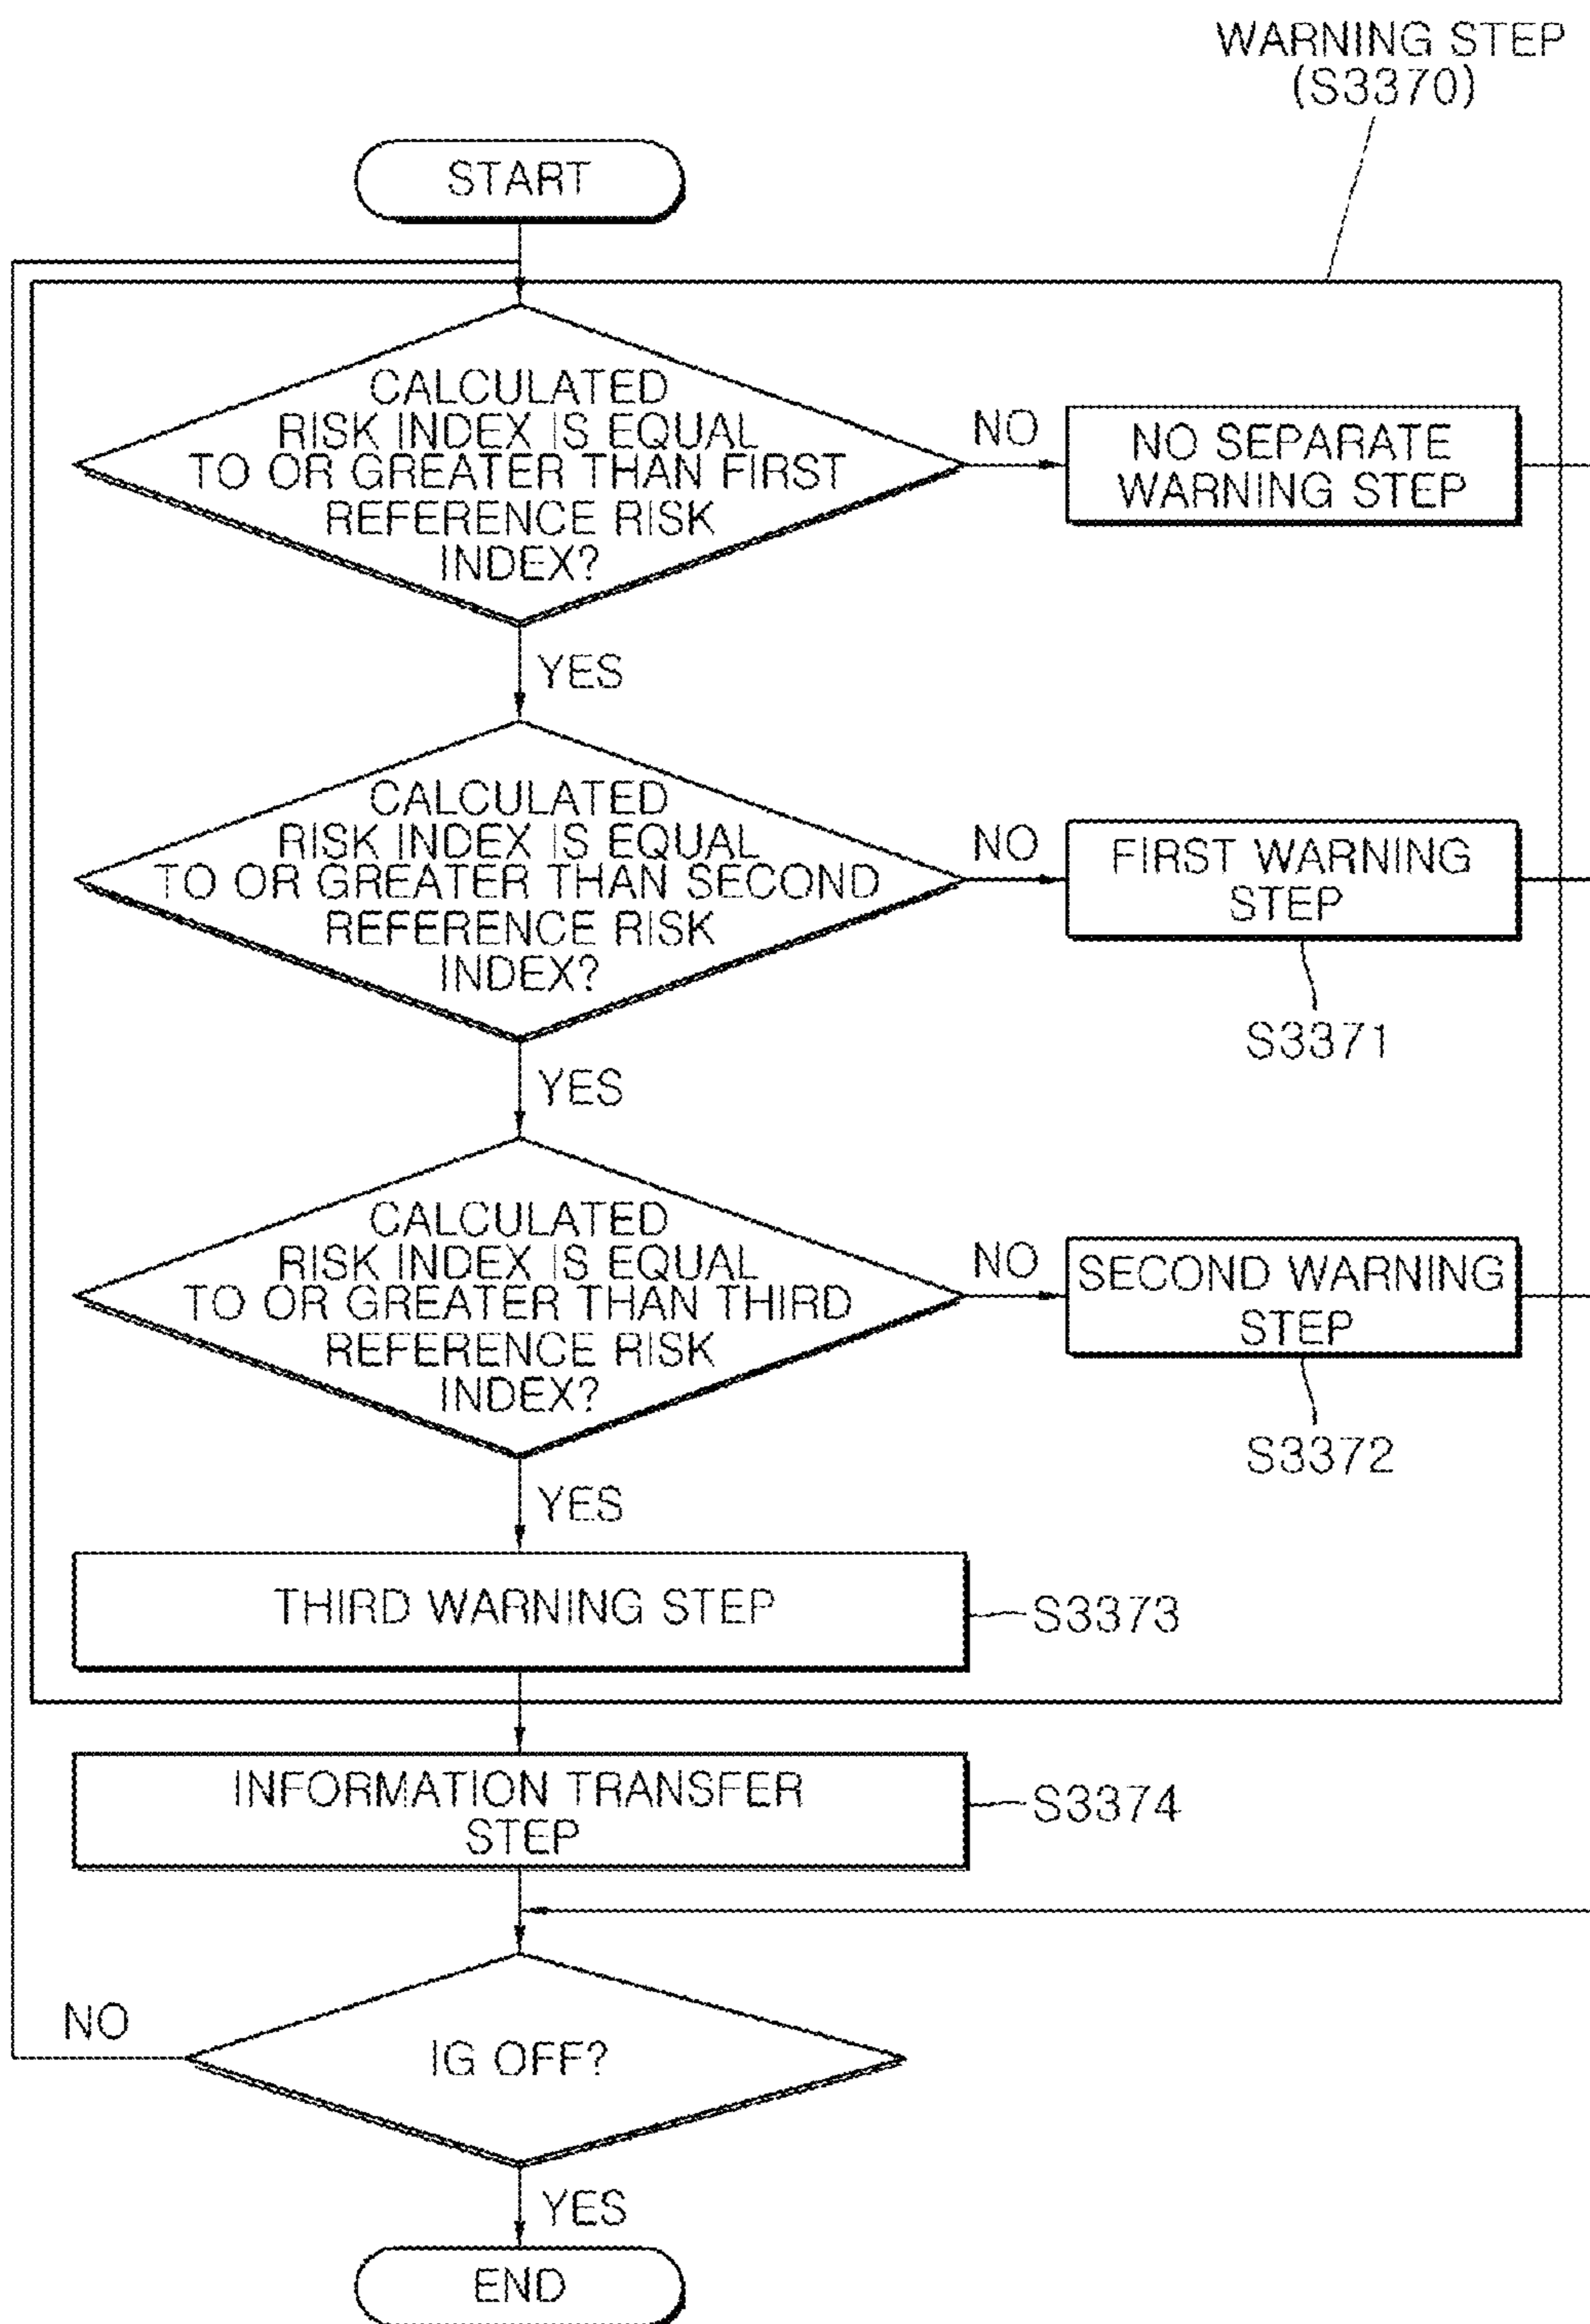 WARNING STEP
(S3370)
START
CALCULATED
RISK INDEX IS EQUAL
TO OR GREATER THAN FIRST
REFERENCE RISK
INDEX?
NO
NO SEPARATE
WARNING STEP
YES
CALCULATED
RISK INDEX IS EQUAL
TO OR GREATER THAN SECOND
REFERENCE RISK
INDEX?
NO
FIRST WARNING
STEP
S3371
YES
CALCULATED
RISK INDEX IS EQUAL
TO OR GREATER THAN THIRD
REFERENCE RISK
INDEX?
NO
SECOND WARNING
STEP
S3372
YES
THIRD WARNING STEP
S3373
INFORMATION TRANSFER
STEP
S3374
NO
IG OFF?
YES
END